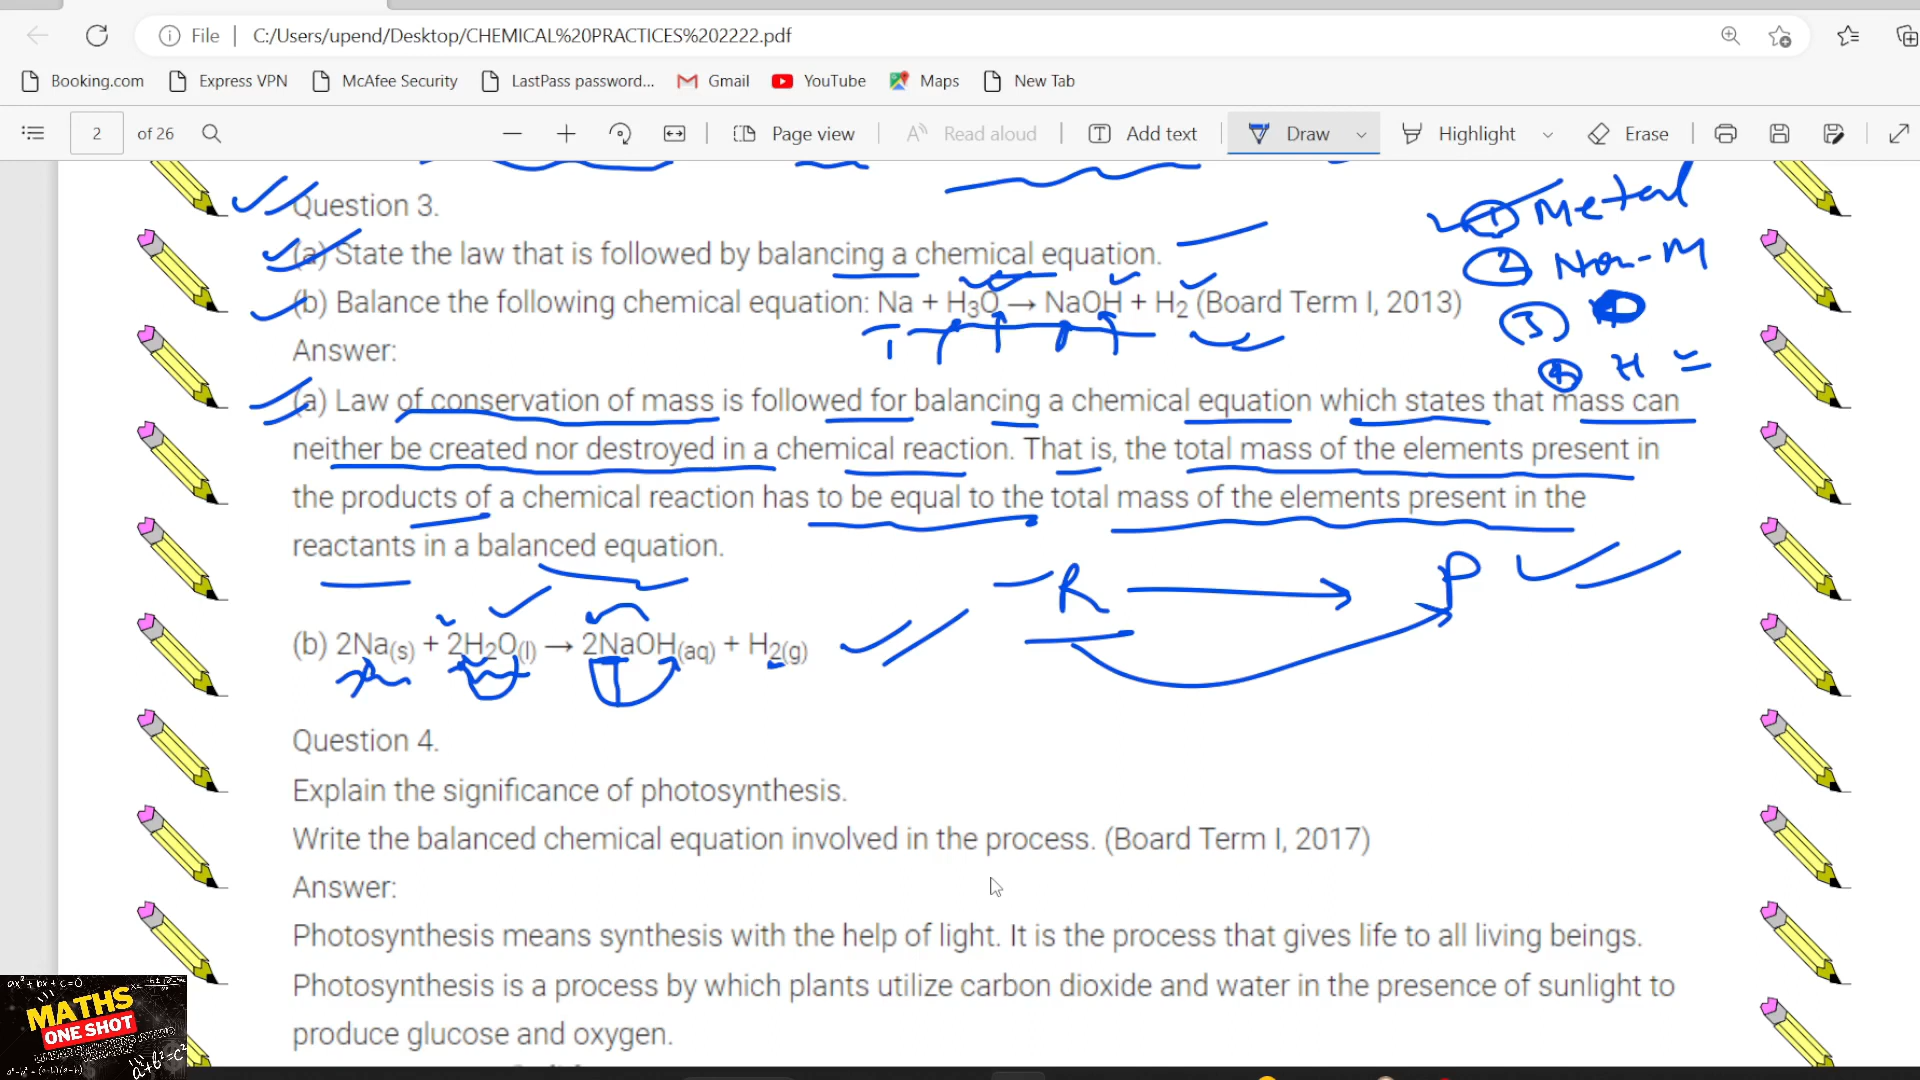 File | C:/Users/upend/Desktop/CHEMICAL%20PRACTICES%202222.pdf
Booking.com Express VPN McAfee Security LastPass password... Gmail YouTube Maps New Tab
2 of 26 Page view Read aloud Add text Draw Highlight Erase
Question 3.
(a) State the law that is followed by balancing a chemical equation.
(b) Balance the following chemical equation: Na + H₃O → NaOH + H₂ (Board Term I, 2013)
Answer:
(a) Law of conservation of mass is followed for balancing a chemical equation which states that mass can
neither be created nor destroyed in a chemical reaction. That is, the total mass of the elements present in
the products of a chemical reaction has to be equal to the total mass of the elements present in the
reactants in a balanced equation.
(b) 2Na(s) + 2H₂O(l) → 2NaOH(aq) + H₂(g)
① Metal
② Non-M
③ O
④ H
R → P
Question 4.
Explain the significance of photosynthesis.
Write the balanced chemical equation involved in the process. (Board Term I, 2017)
Answer:
Photosynthesis means synthesis with the help of light. It is the process that gives life to all living beings.
Photosynthesis is a process by which plants utilize carbon dioxide and water in the presence of sunlight to
produce glucose and oxygen.
ax² + bx + c = 0
MATHS
ONE SHOT
a²+b²=c²